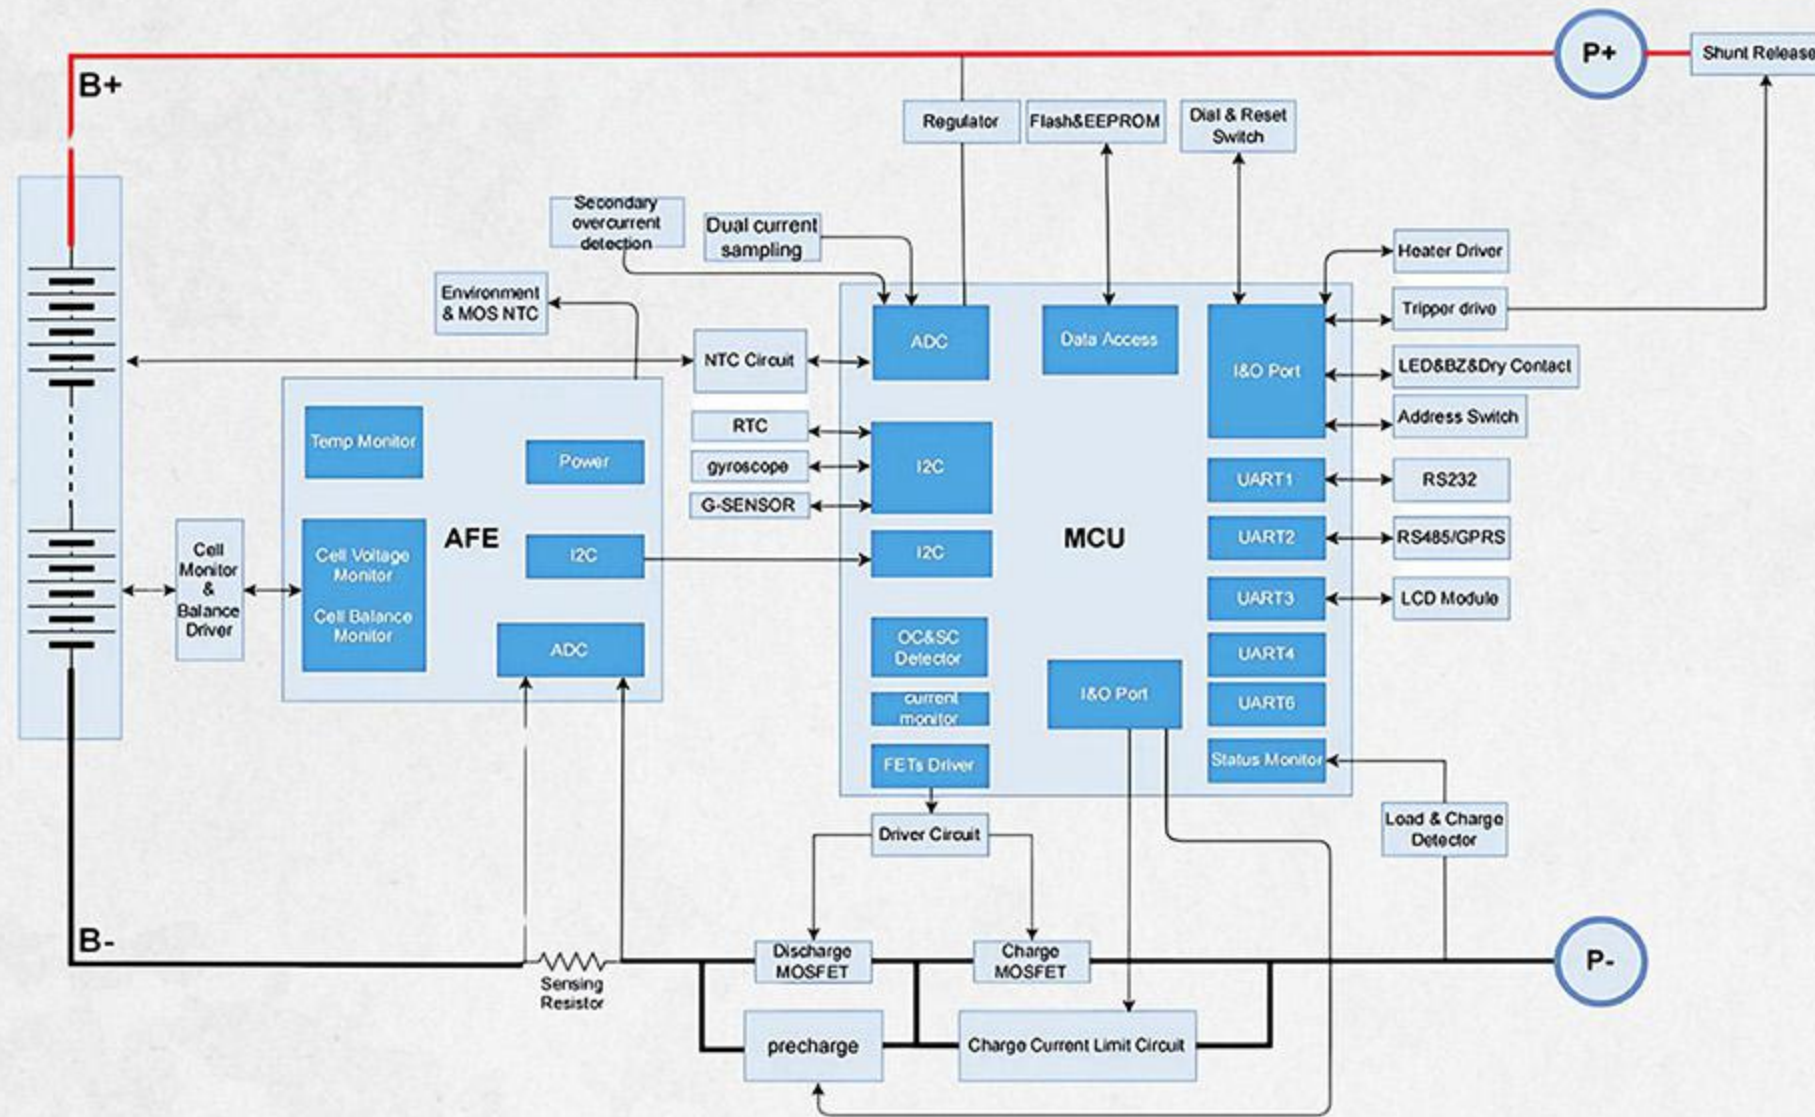 P+
Shunt Release
B+
Regulator
Flash&EEPROM
Dial & Reset
Switch
Secondary
overcurrent
detection
Dual current
sampling
Heater Driver
Environment
& MOS NTC
Tripper drive
ADC
Data Access
NTC Circuit
I&O Port
LED&BZ&Dry Contact
Address Switch
Temp Monitor
RTC
Power
I2C
gyroscope
G-SENSOR
UART1
RS232
Cell
Monitor
&
Balance
Driver
Cell Voltage
Monitor
Cell Balance
Monitor
AFE
I2C
I2C
MCU
UART2
RS485/GPRS
UART3
LCD Module
ADC
OC&SC
Detector
UART4
I&O Port
current
monitor
UART6
FETs Driver
Status Monitor
Driver Circuit
Load & Charge
Detector
B-
Sensing
Resistor
Discharge
MOSFET
Charge
MOSFET
P-
precharge
Charge Current Limit Circuit